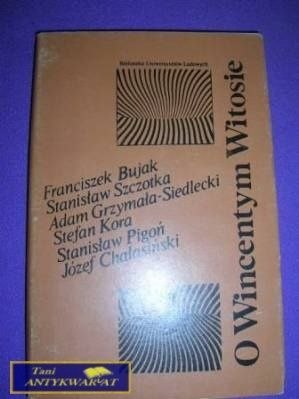 Biblioteka Uniwersytetów Ludowych
Franciszek Bujak
Stanisław Szczotka
Adam Grzymała-Siedlecki
Stefan Kora
Stanisław Pigoń
Józef Chałasiński
O Wincentym Witosie
Tani
ANTYKWARIAT